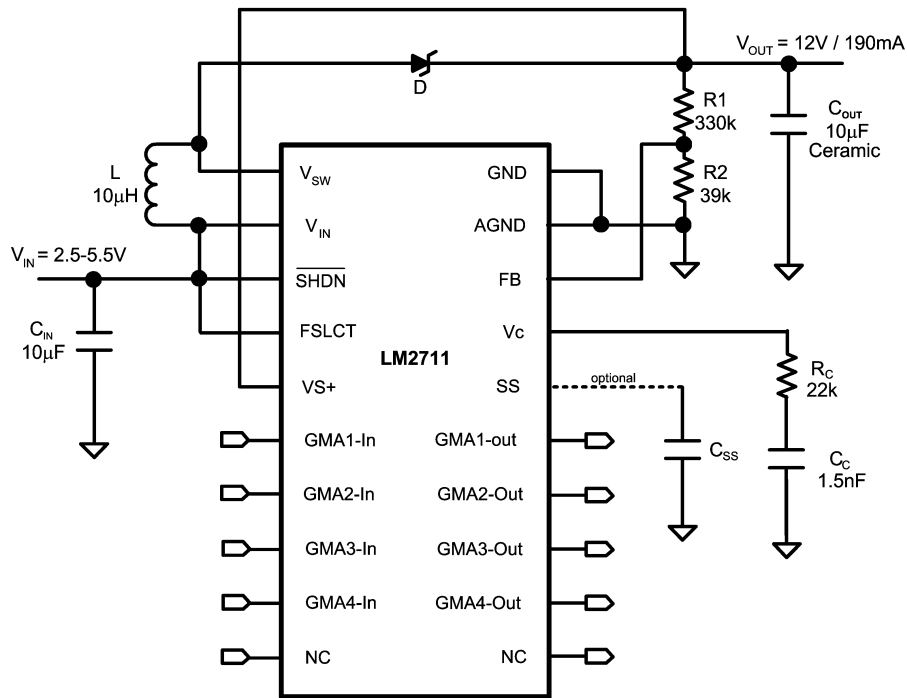 V_OUT = 12V / 190mA
D
R1
330k
C_OUT
10µF
Ceramic
L
10µH
V_SW
GND
R2
39k
V_IN
AGND
V_IN = 2.5-5.5V
SHDN
FB
C_IN
10µF
FSLCT
Vc
LM2711
R_C
22k
VS+
SS
optional
GMA1-In
GMA1-out
C_SS
C_C
1.5nF
GMA2-In
GMA2-Out
GMA3-In
GMA3-Out
GMA4-In
GMA4-Out
NC
NC